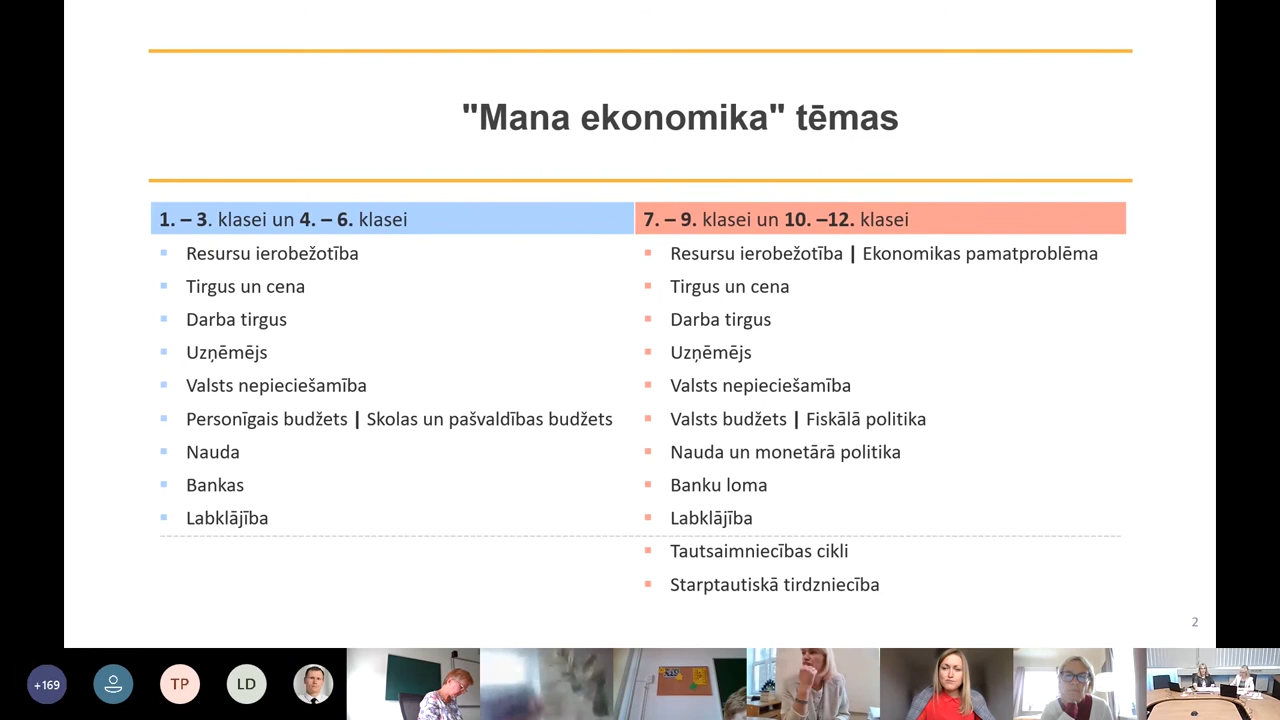 "Mana ekonomika" tēmas
1. – 3. klasei un 4. – 6. klasei
Resursu ierobežotība
Tirgus un cena
Darba tirgus
Uzņēmējs
Valsts nepieciešamība
Personīgais budžets | Skolas un pašvaldības budžets
Nauda
Bankas
Labklājība
7. – 9. klasei un 10. –12. klasei
Resursu ierobežotība | Ekonomikas pamatproblēma
Tirgus un cena
Darba tirgus
Uzņēmējs
Valsts nepieciešamība
Valsts budžets | Fiskālā politika
Nauda un monetārā politika
Banku loma
Labklājība
Tautsaimniecības cikli
Starptautiskā tirdzniecība
2
+169
TP
LD